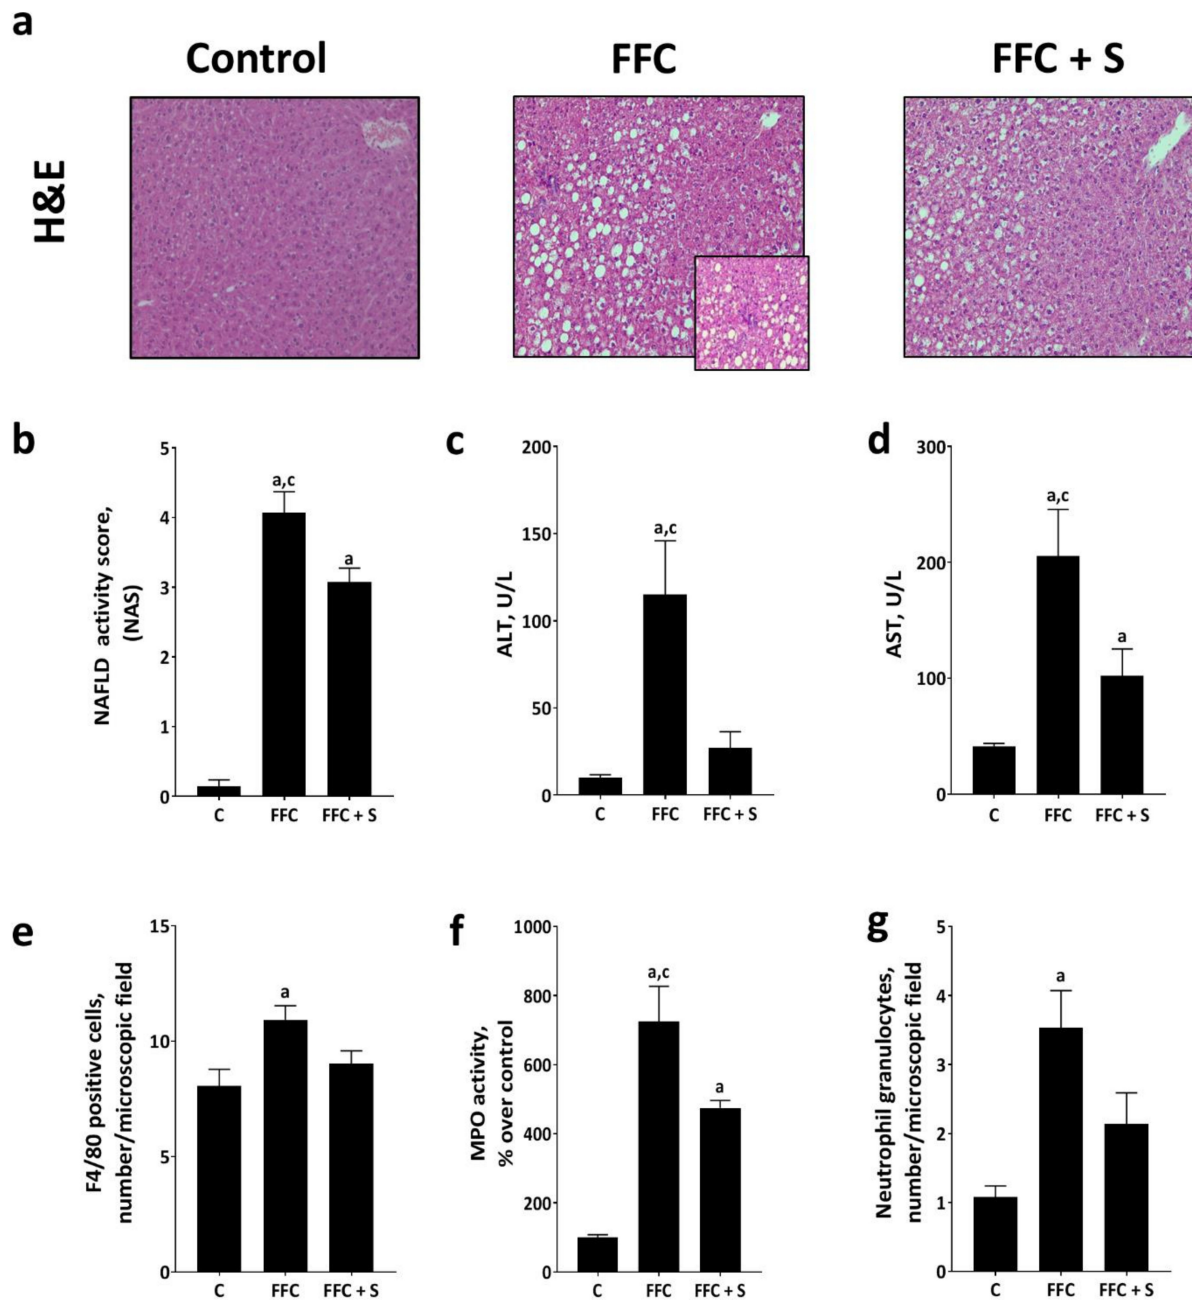 a
Control
FFC
FFC + S
H&E
b
NAFLD activity score,
(NAS)
5
4
3
2
1
0
a,c
a
C
FFC
FFC + S
c
ALT, U/L
200
150
100
50
0
a,c
C
FFC
FFC + S
d
AST, U/L
300
200
100
0
a,c
a
C
FFC
FFC + S
e
F4/80 positive cells,
number/microscopic field
15
10
5
0
a
C
FFC
FFC + S
f
MPO activity,
% over control
1000
800
600
400
200
0
a,c
a
C
FFC
FFC + S
g
Neutrophil granulocytes,
number/microscopic field
5
4
3
2
1
0
a
C
FFC
FFC + S